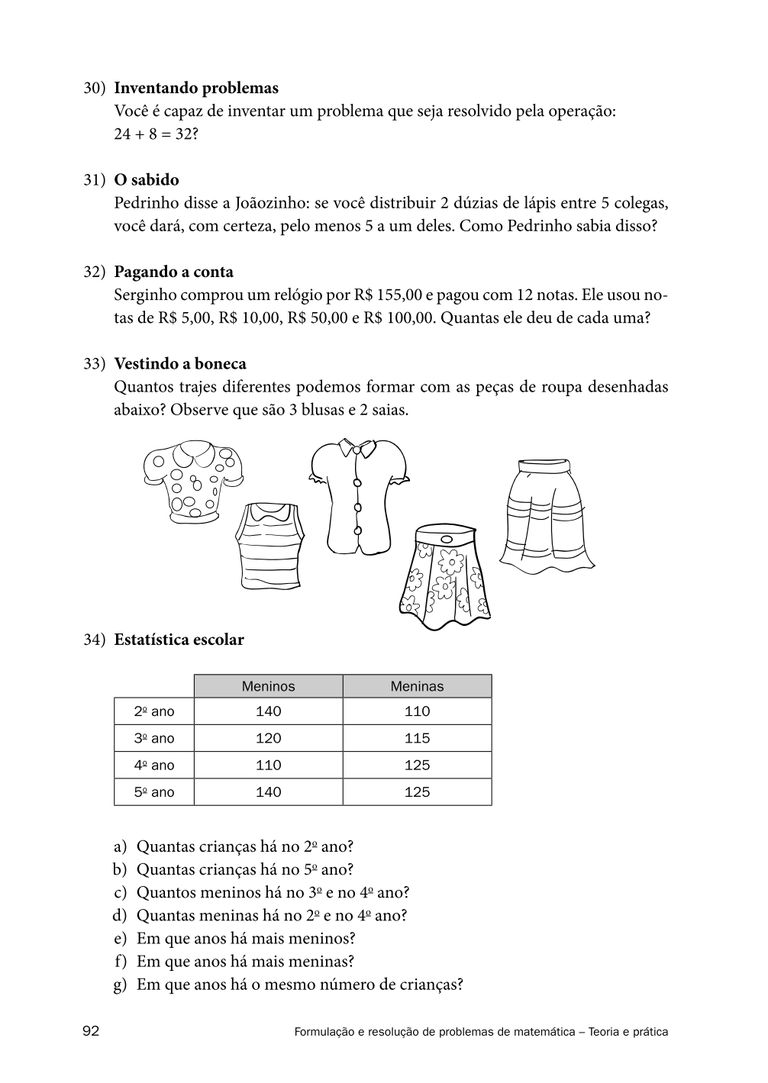 30) Inventando problemas
Você é capaz de inventar um problema que seja resolvido pela operação:
24 + 8 = 32?
31) O sabido
Pedrinho disse a Joãozinho: se você distribuir 2 dúzias de lápis entre 5 colegas,
você dará, com certeza, pelo menos 5 a um deles. Como Pedrinho sabia disso?
32) Pagando a conta
Serginho comprou um relógio por R$ 155,00 e pagou com 12 notas. Ele usou no-
tas de R$ 5,00, R$ 10,00, R$ 50,00 e R$ 100,00. Quantas ele deu de cada uma?
33) Vestindo a boneca
Quantos trajes diferentes podemos formar com as peças de roupa desenhadas
abaixo? Observe que são 3 blusas e 2 saias.
34) Estatística escolar
Meninos Meninas
2º ano 140 110
3º ano 120 115
4º ano 110 125
5º ano 140 125
a) Quantas crianças há no 2º ano?
b) Quantas crianças há no 5º ano?
c) Quantos meninos há no 3º e no 4º ano?
d) Quantas meninas há no 2º e no 4º ano?
e) Em que anos há mais meninos?
f) Em que anos há mais meninas?
g) Em que anos há o mesmo número de crianças?
92 Formulação e resolução de problemas de matemática – Teoria e prática